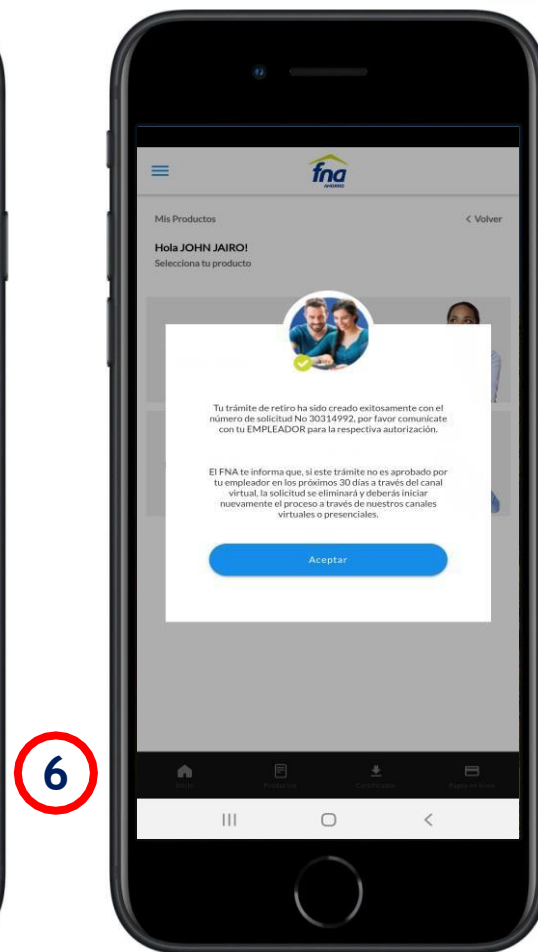 fna
AHORRO
Mis Productos
< Volver
Hola JOHN JAIRO!
Selecciona tu producto
Tu trámite de retiro ha sido creado exitosamente con el
número de solicitud No 30314992, por favor comunícate
con tu EMPLEADOR para la respectiva autorización.
El FNA te informa que, si este trámite no es aprobado por
tu empleador en los próximos 30 días a través del canal
virtual, la solicitud se eliminará y deberás iniciar
nuevamente el proceso a través de nuestros canales
virtuales o presenciales.
Aceptar
6
Inicio
Productos
Certificados